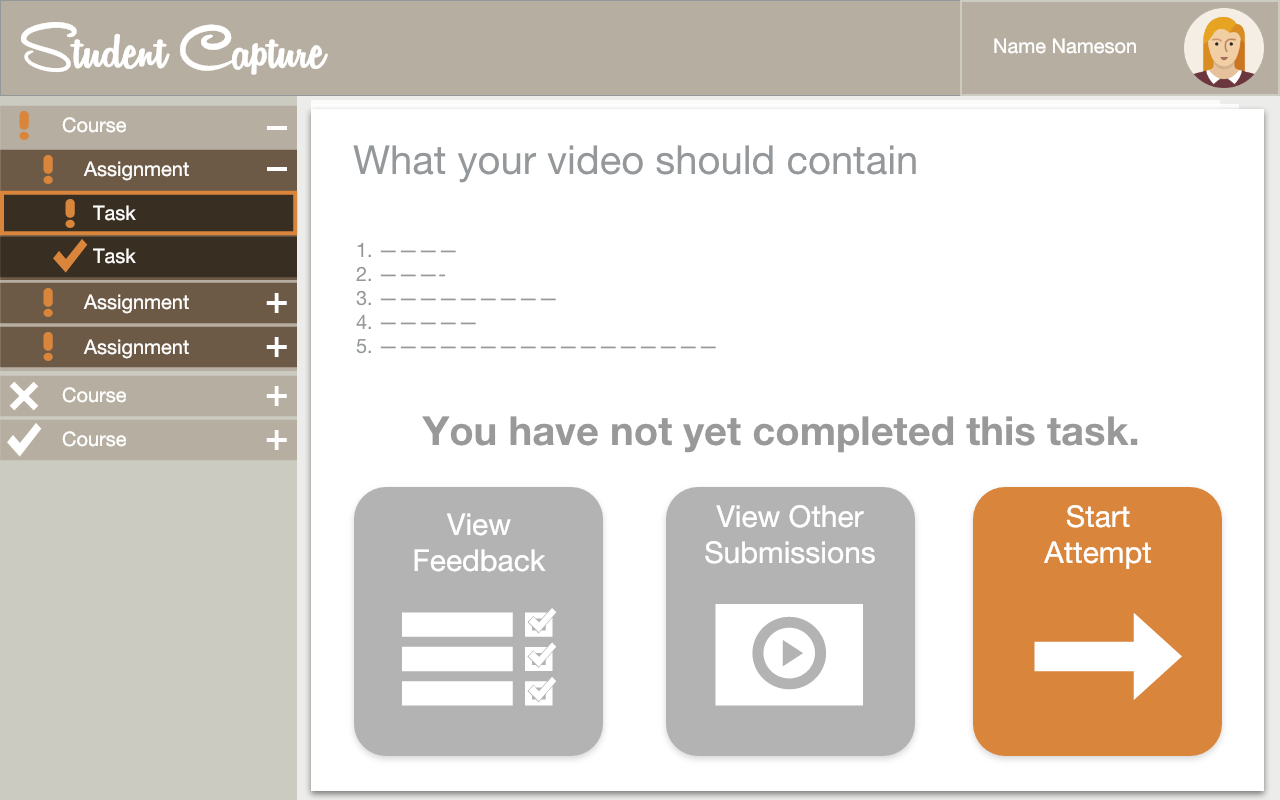 Student Capture
Name Nameson
Course
Assignment
Task
Task
Assignment
Assignment
Course
Course
What your video should contain
1. — — — —
2. — — — -
3. — — — — — — — — —
4. — — — — —
5. — — — — — — — — — — — — — — — — —
You have not yet completed this task.
View
Feedback
View Other
Submissions
Start
Attempt